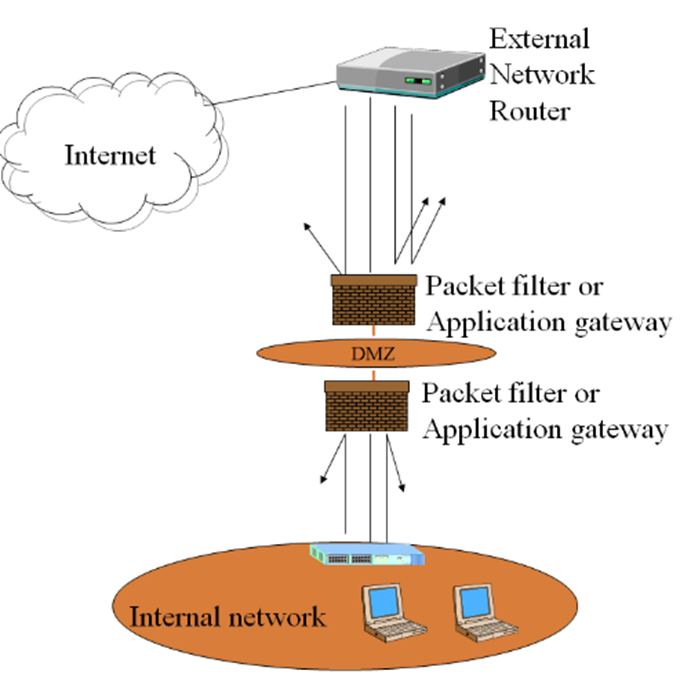 External
Network
Router
Internet
Packet filter or
Application gateway
DMZ
Packet filter or
Application gateway
Internal network